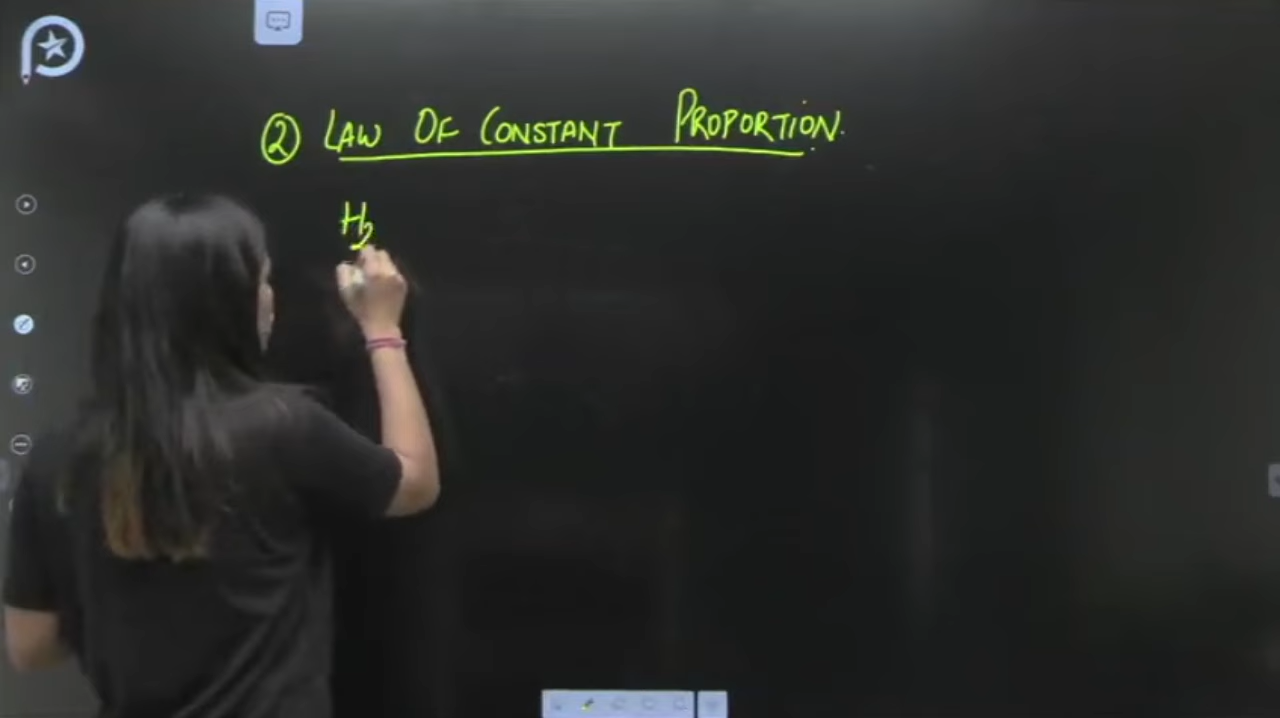 ② LAW OF CONSTANT PROPORTION.
H₂